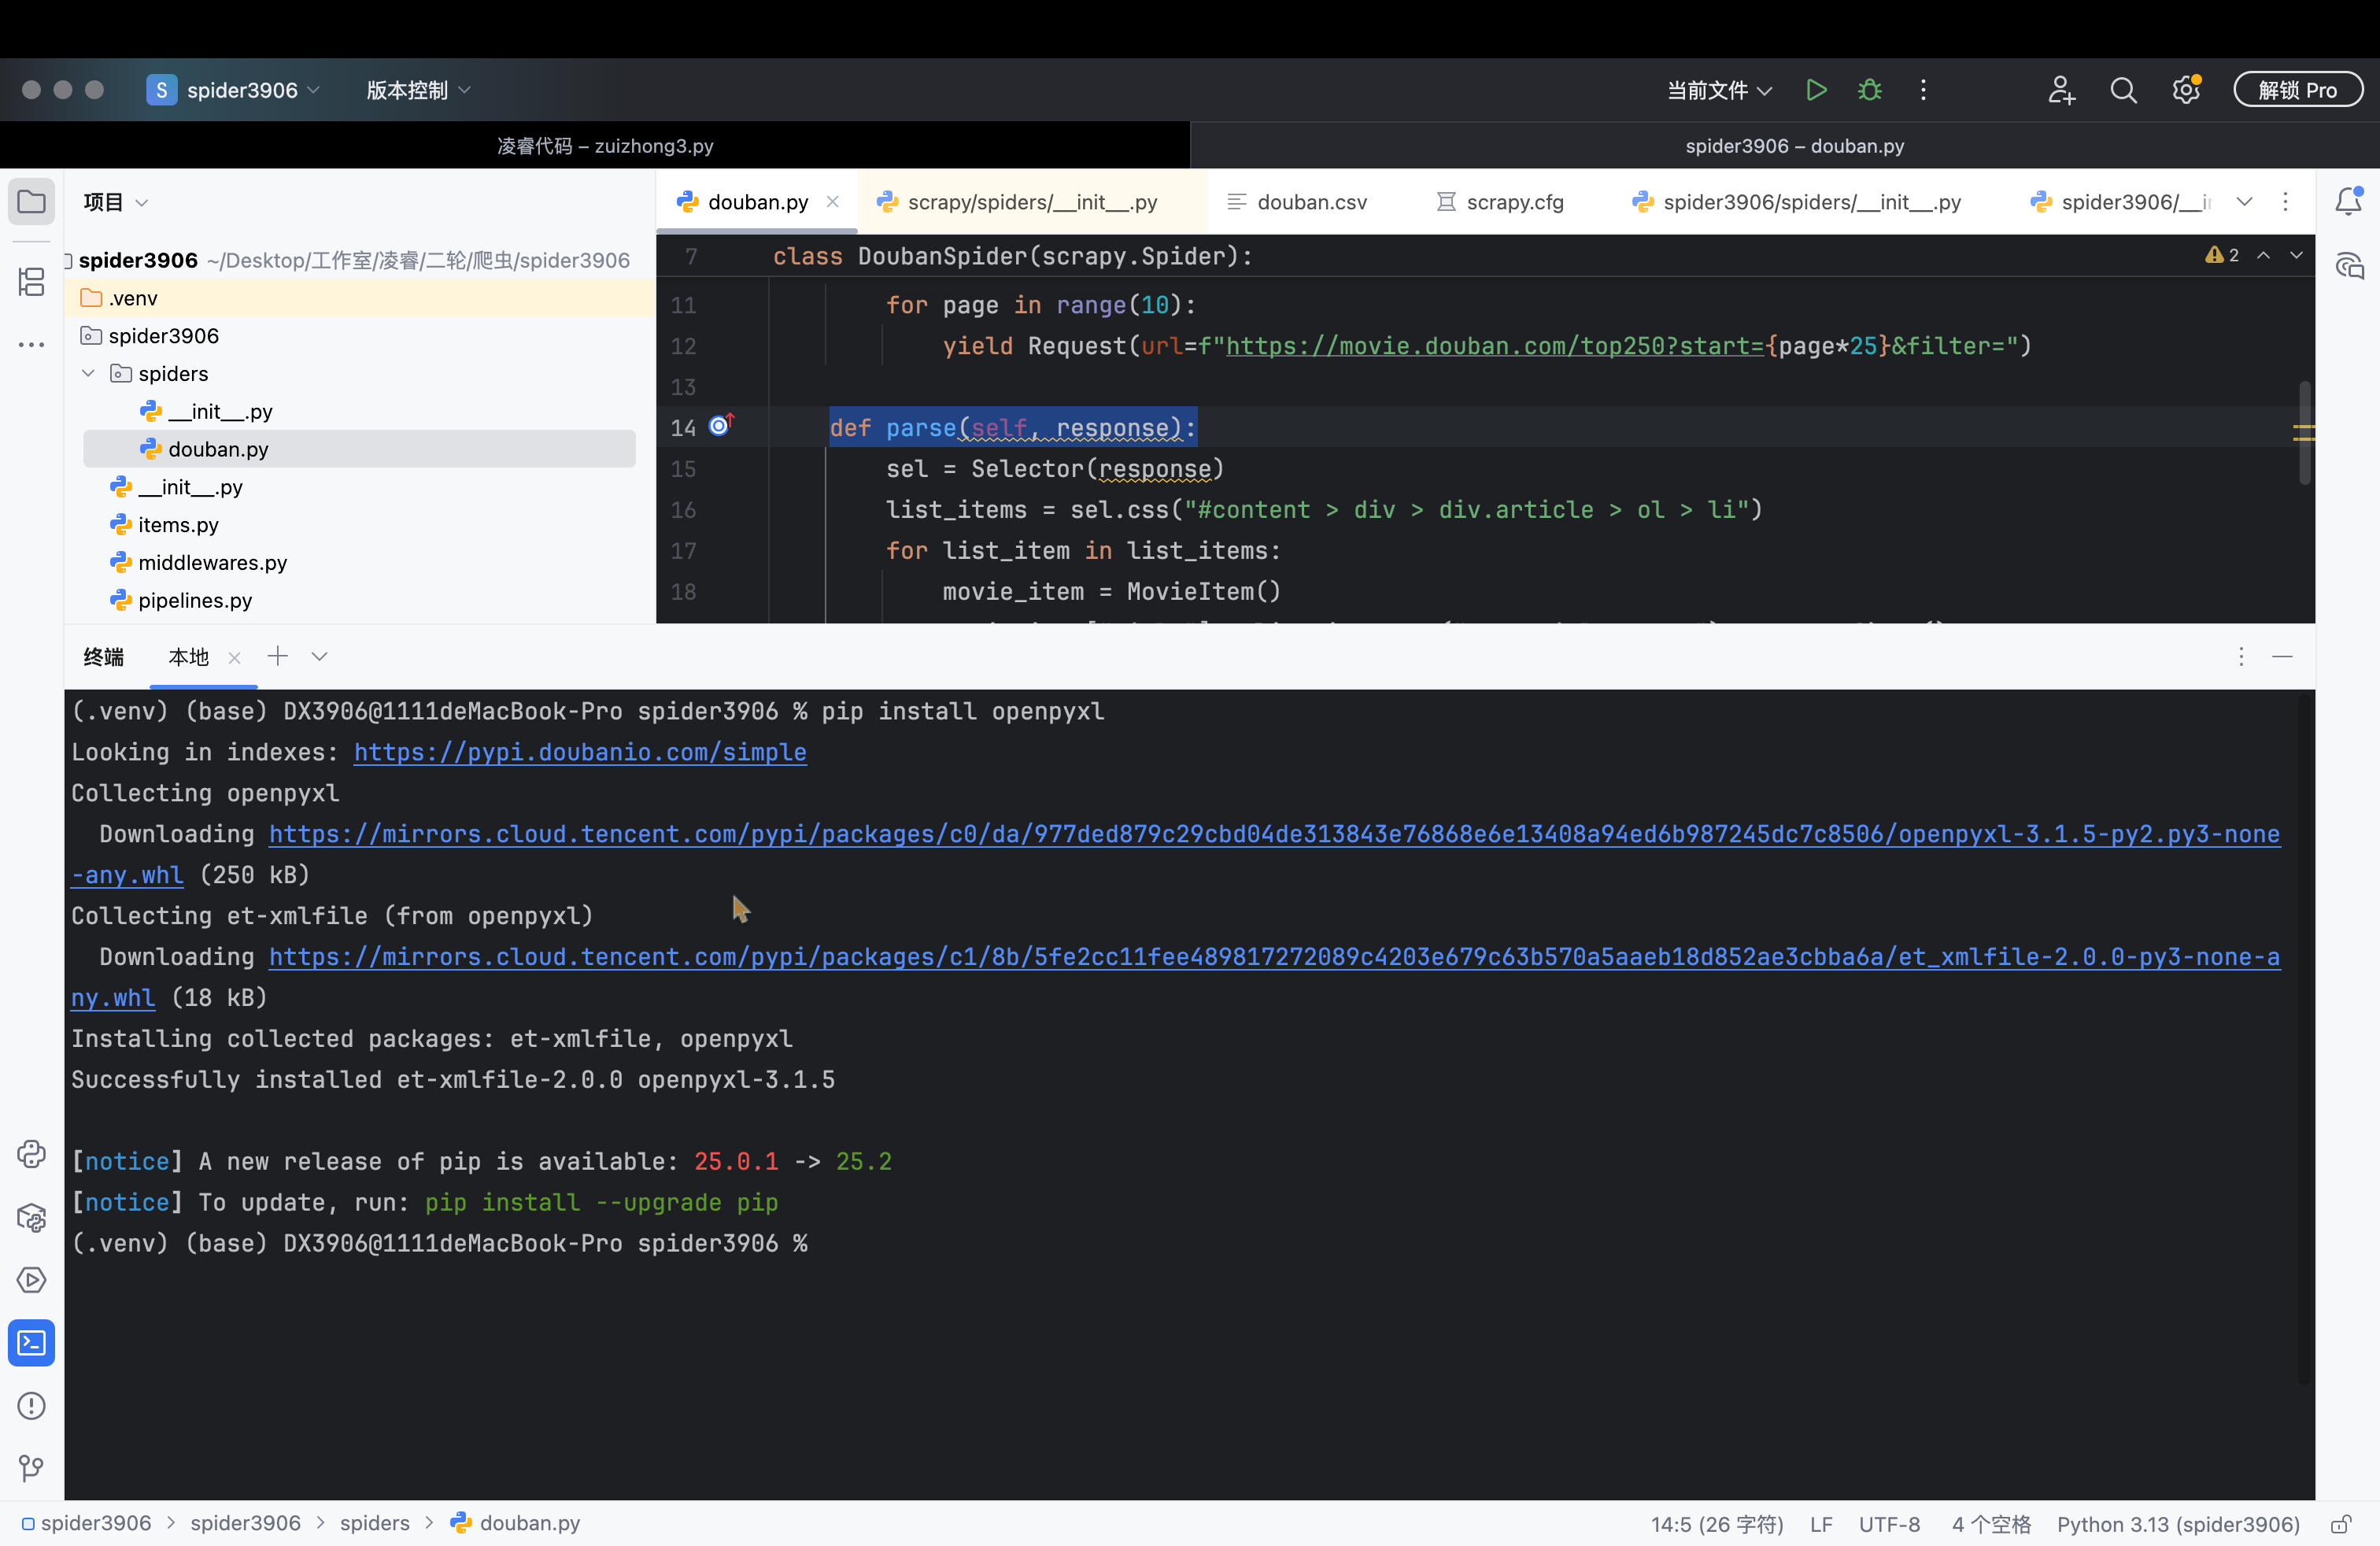 S spider3906 版本控制 当前文件 解锁 Pro
凌睿代码 – zuizhong3.py spider3906 – douban.py
项目
douban.py scrapy/spiders/__init__.py douban.csv scrapy.cfg spider3906/spiders/__init__.py spider3906/__i
spider3906 ~/Desktop/工作室/凌睿/二轮/爬虫/spider3906
.venv
spider3906
spiders
__init__.py
douban.py
__init__.py
items.py
middlewares.py
pipelines.py
7 class DoubanSpider(scrapy.Spider): 2
11 for page in range(10):
12 yield Request(url=f"https://movie.douban.com/top250?start={page*25}&filter=")
13
14 def parse(self, response):
15 sel = Selector(response)
16 list_items = sel.css("#content > div > div.article > ol > li")
17 for list_item in list_items:
18 movie_item = MovieItem()
终端 本地
(.venv) (base) DX3906@1111deMacBook-Pro spider3906 % pip install openpyxl
Looking in indexes: https://pypi.doubanio.com/simple
Collecting openpyxl
Downloading https://mirrors.cloud.tencent.com/pypi/packages/c0/da/977ded879c29cbd04de313843e76868e6e13408a94ed6b987245dc7c8506/openpyxl-3.1.5-py2.py3-none
-any.whl (250 kB)
Collecting et-xmlfile (from openpyxl)
Downloading https://mirrors.cloud.tencent.com/pypi/packages/c1/8b/5fe2cc11fee489817272089c4203e679c63b570a5aaeb18d852ae3cbba6a/et_xmlfile-2.0.0-py3-none-a
ny.whl (18 kB)
Installing collected packages: et-xmlfile, openpyxl
Successfully installed et-xmlfile-2.0.0 openpyxl-3.1.5
[notice] A new release of pip is available: 25.0.1 -> 25.2
[notice] To update, run: pip install --upgrade pip
(.venv) (base) DX3906@1111deMacBook-Pro spider3906 %
spider3906 > spider3906 > spiders > douban.py 14:5 (26 字符) LF UTF-8 4 个空格 Python 3.13 (spider3906)